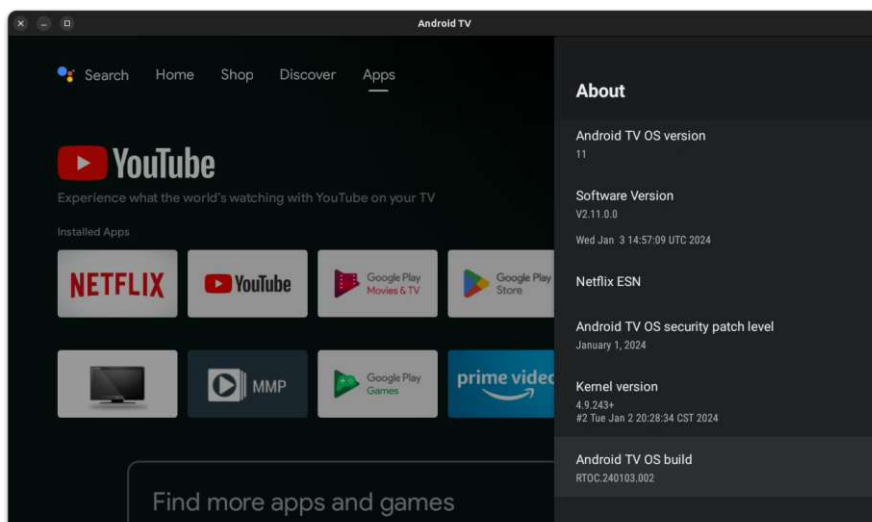 Android TV
Search Home Shop Discover Apps
YouTube
Experience what the world's watching with YouTube on your TV
Installed Apps
NETFLIX
YouTube
Google Play
Movies & TV
Google Play
Store
MMP
Google Play
Games
prime video
Find more apps and games
About
Android TV OS version
11
Software Version
V2.11.0.0
Wed Jan 3 14:57:09 UTC 2024
Netflix ESN
Android TV OS security patch level
January 1, 2024
Kernel version
4.9.243+
#2 Tue Jan 2 20:28:34 CST 2024
Android TV OS build
RTOC.240103.002